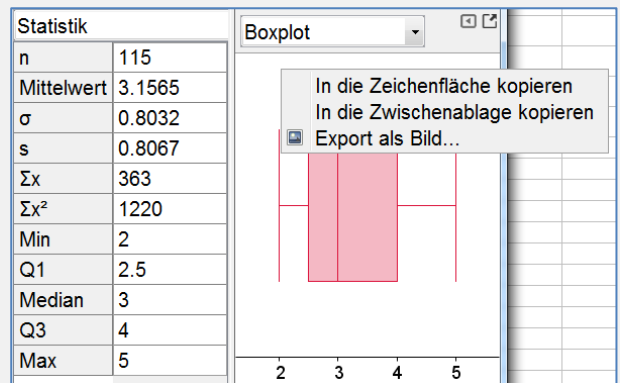 Statistik
n 115
Mittelwert 3.1565
σ 0.8032
s 0.8067
Σx 363
Σx² 1220
Min 2
Q1 2.5
Median 3
Q3 4
Max 5
Boxplot
In die Zeichenfläche kopieren
In die Zwischenablage kopieren
Export als Bild...
2 3 4 5